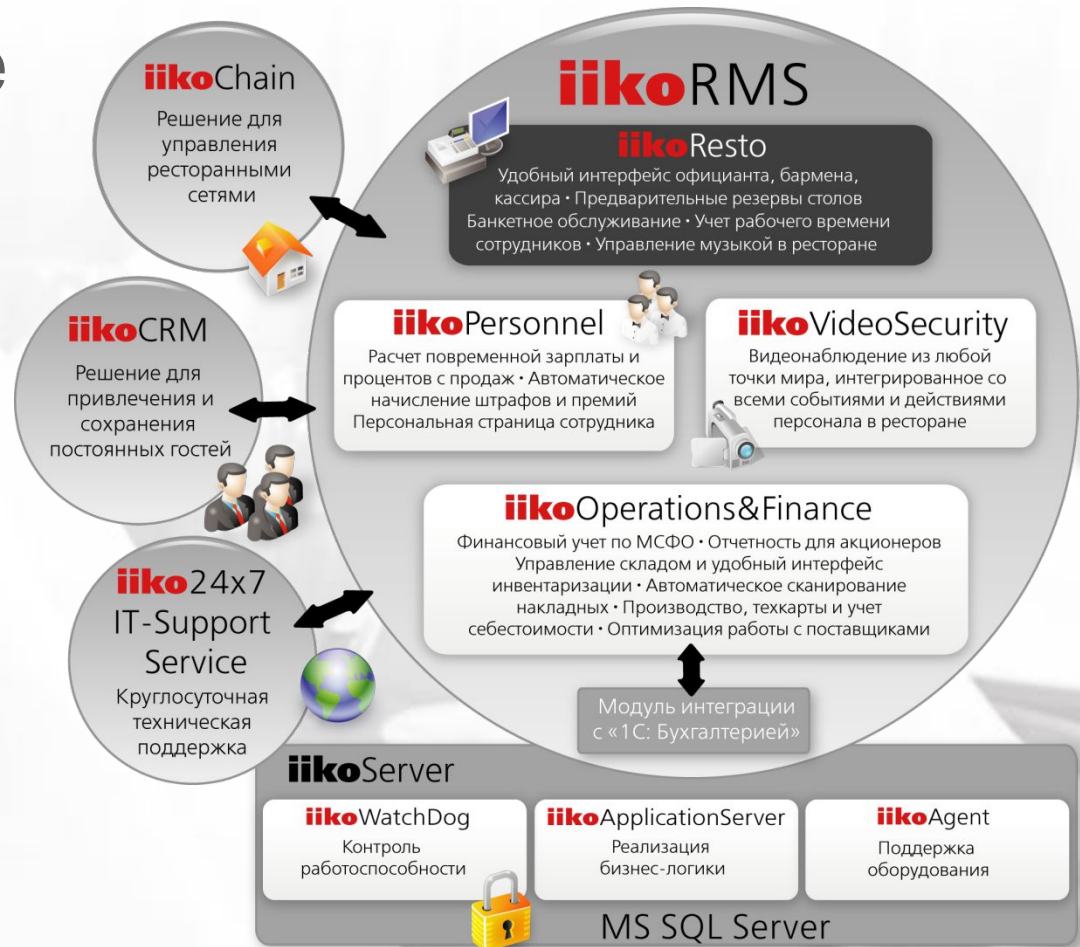 е
iikoChain
Решение для
управления
ресторанными
сетями
iikoCRM
Решение для
привлечения и
сохранения
постоянных гостей
iiko24x7
IT-Support
Service
Круглосуточная
техническая
поддержка
iikoRMS
iikoResto
Удобный интерфейс официанта, бармена,
кассира • Предварительные резервы столов
Банкетное обслуживание • Учет рабочего времени
сотрудников • Управление музыкой в ресторане
iikoPersonnel
Расчет повременной зарплаты и
процентов с продаж • Автоматическое
начисление штрафов и премий
Персональная страница сотрудника
iikoVideoSecurity
Видеонаблюдение из любой
точки мира, интегрированное со
всеми событиями и действиями
персонала в ресторане
iikoOperations&Finance
Финансовый учет по МСФО • Отчетность для акционеров
Управление складом и удобный интерфейс
инвентаризации • Автоматическое сканирование
накладных • Производство, техкарты и учет
себестоимости • Оптимизация работы с поставщиками
Модуль интеграции
с «1С: Бухгалтерией»
iikoServer
iikoWatchDog
Контроль
работоспособности
iikoApplicationServer
Реализация
бизнес-логики
iikoAgent
Поддержка
оборудования
MS SQL Server